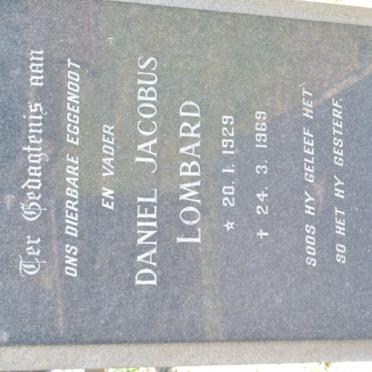 Ter Gedagtenis aan
ONS DIERBARE EGGENOOT
EN VADER
DANIEL JACOBUS
LOMBARD
★ 20. 1. 1929
✝ 24. 3. 1969
SOOS HY GELEEF HET
SO HET HY GESTERF.